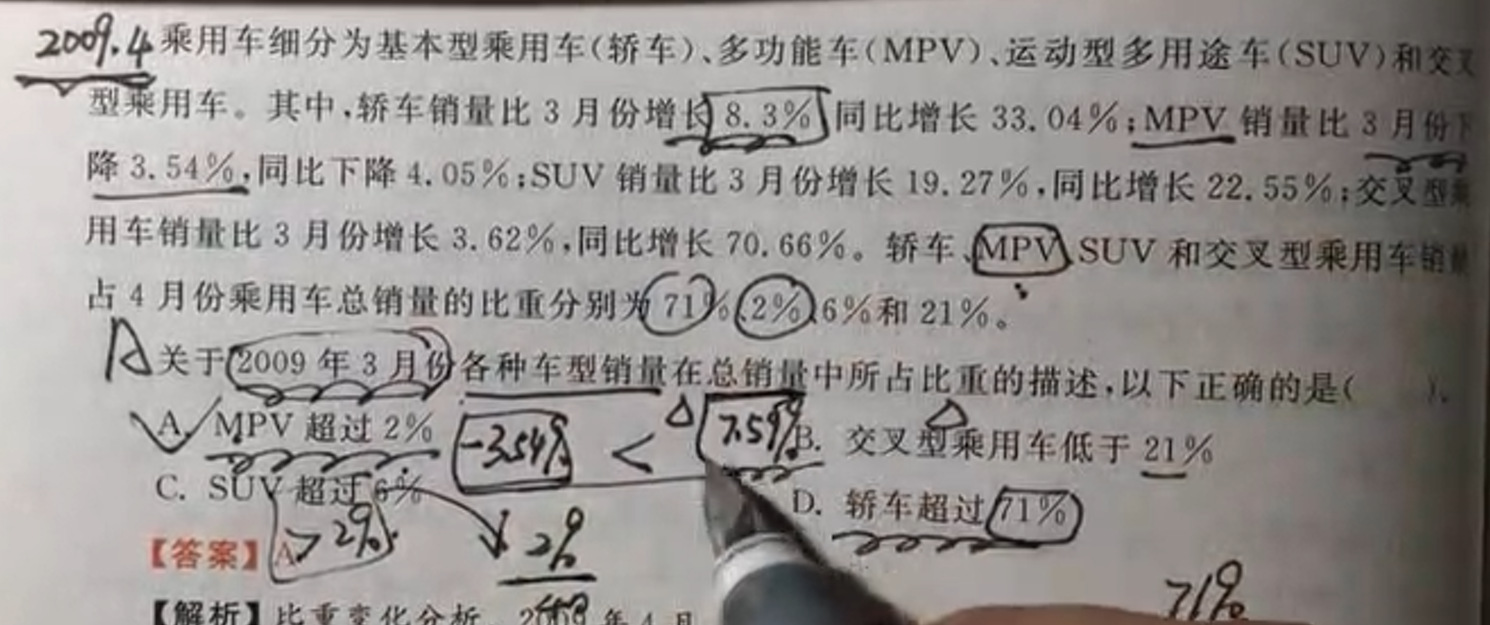 2009.4 乘用车细分为基本型乘用车(轿车)、多功能车(MPV)、运动型多用途车(SUV)和交叉
型乘用车。其中,轿车销量比 3 月份增长 8.3%,同比增长 33.04%;MPV 销量比 3 月份下
降 3.54%,同比下降 4.05%;SUV 销量比 3 月份增长 19.27%,同比增长 22.55%;交叉型乘
用车销量比 3 月份增长 3.62%,同比增长 70.66%。轿车、MPV、SUV 和交叉型乘用车销量
占 4 月份乘用车总销量的比重分别为 71%、2%、6%和 21%。
A 关于 2009 年 3 月份各种车型销量在总销量中所占比重的描述,以下正确的是( )。
A. MPV 超过 2% -3.54% < 7.59% B. 交叉型乘用车低于 21%
C. SUV 超过 6% D. 轿车超过 71%
【答案】A >2% 2%
71%
【解析】比重变化分析。 年 4 月